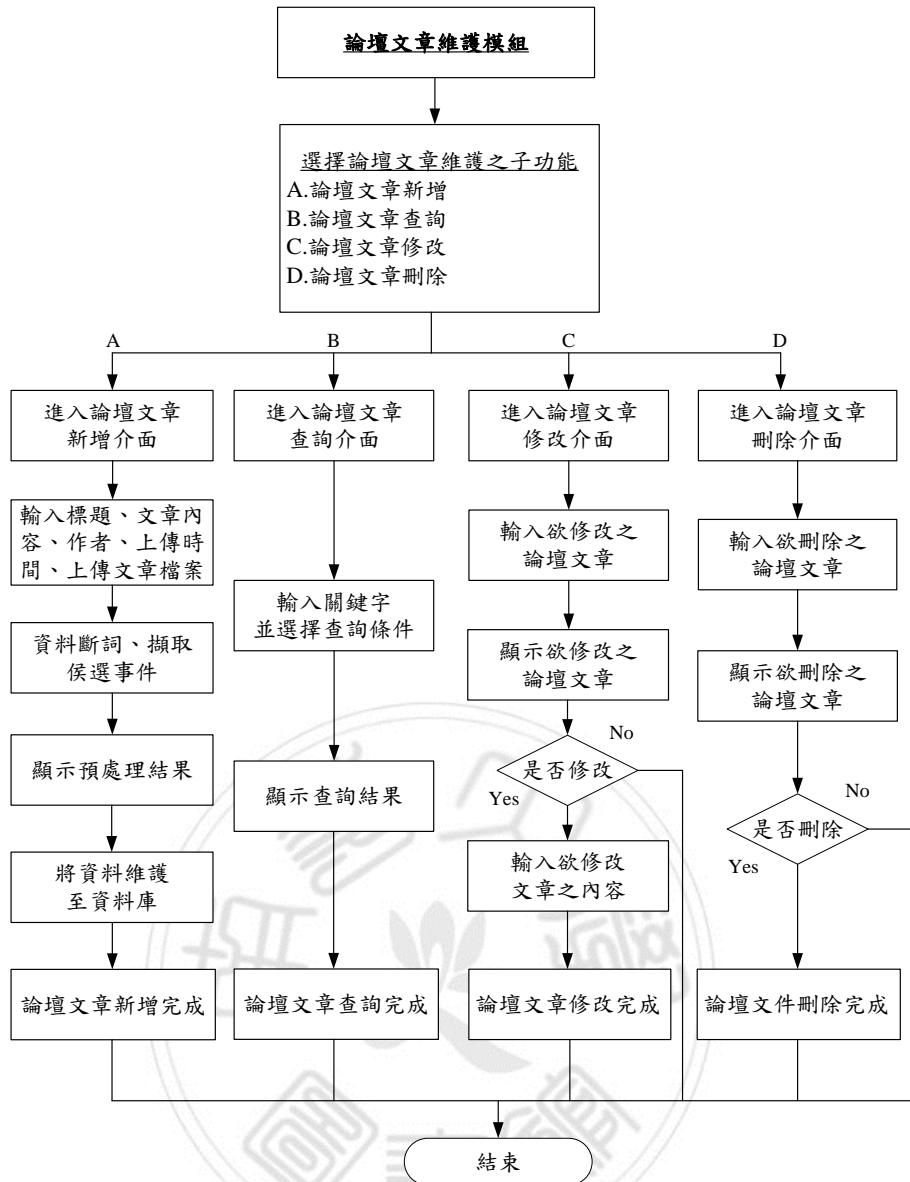 論壇文章維護模組
選擇論壇文章維護之子功能
A.論壇文章新增
B.論壇文章查詢
C.論壇文章修改
D.論壇文章刪除
A
B
C
D
進入論壇文章
新增介面
進入論壇文章
查詢介面
進入論壇文章
修改介面
進入論壇文章
刪除介面
輸入標題、文章內
容、作者、上傳時
間、上傳文章檔案
輸入欲修改之
論壇文章
輸入欲刪除之
論壇文章
輸入關鍵字
並選擇查詢條件
資料斷詞、擷取
侯選事件
顯示欲修改之
論壇文章
顯示欲刪除之
論壇文章
顯示預處理結果
顯示查詢結果
No
是否修改
Yes
No
是否刪除
Yes
將資料維護
至資料庫
輸入欲修改
文章之內容
論壇文章新增完成
論壇文章查詢完成
論壇文章修改完成
論壇文件刪除完成
結束